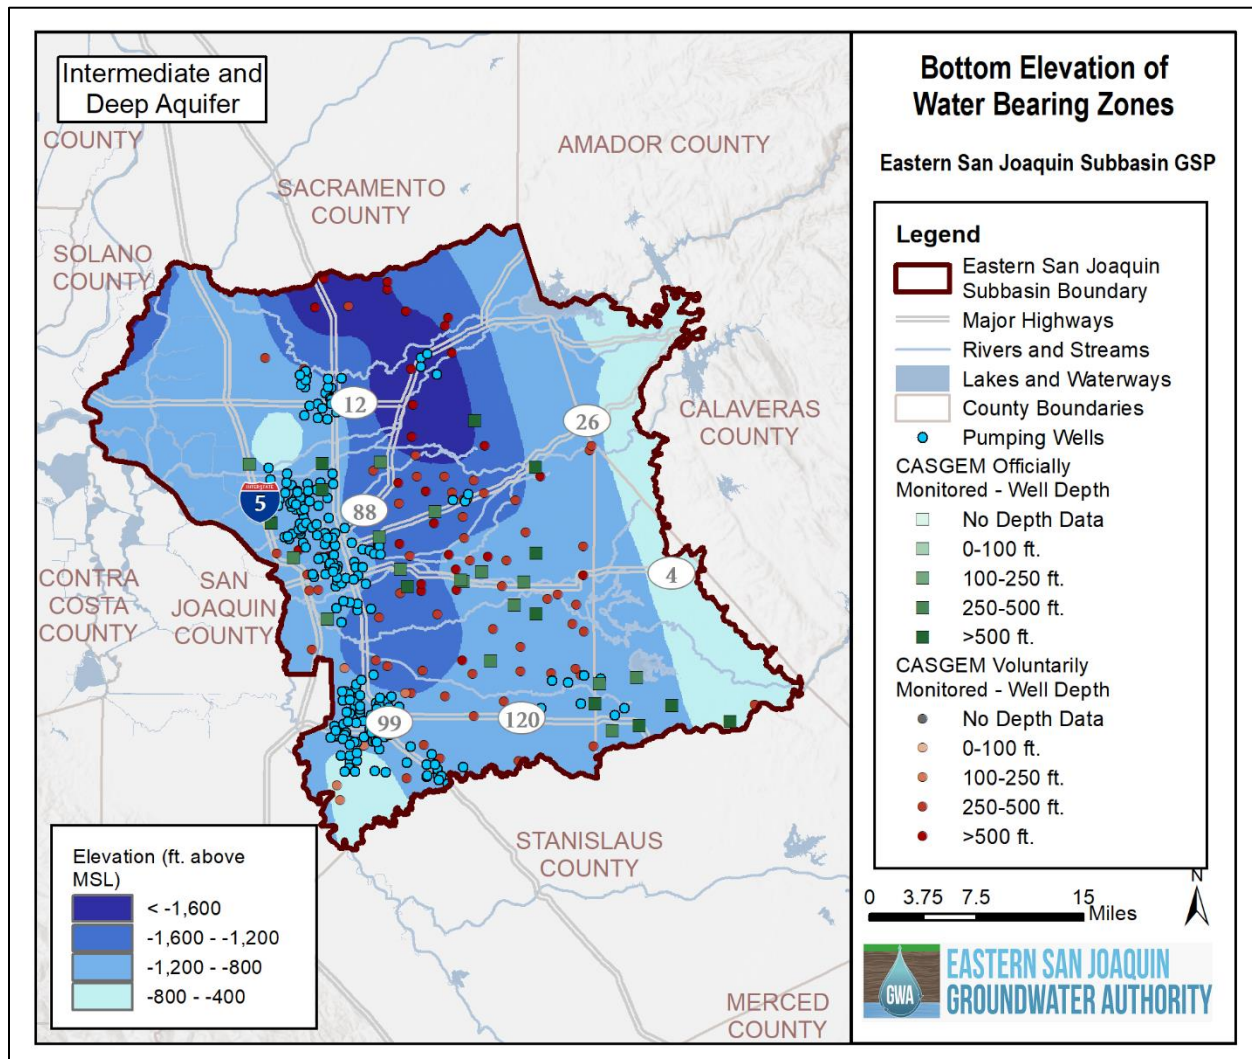 Intermediate and
Deep Aquifer
COUNTY
AMADOR COUNTY
SACRAMENTO
COUNTY
SOLANO
COUNTY
12
26
CALAVERAS
COUNTY
INTERSTATE
5
88
4
CONTRA
COSTA
COUNTY
SAN
JOAQUIN
COUNTY
99
120
STANISLAUS
COUNTY
MERCED
COUNTY
Elevation (ft. above
MSL)
< -1,600
-1,600 - -1,200
-1,200 - -800
-800 - -400
Bottom Elevation of
Water Bearing Zones
Eastern San Joaquin Subbasin GSP
Legend
Eastern San Joaquin
Subbasin Boundary
Major Highways
Rivers and Streams
Lakes and Waterways
County Boundaries
Pumping Wells
CASGEM Officially
Monitored - Well Depth
No Depth Data
0-100 ft.
100-250 ft.
250-500 ft.
>500 ft.
CASGEM Voluntarily
Monitored - Well Depth
No Depth Data
0-100 ft.
100-250 ft.
250-500 ft.
>500 ft.
N
0 3.75 7.5 15
Miles
GWA
EASTERN SAN JOAQUIN
GROUNDWATER AUTHORITY